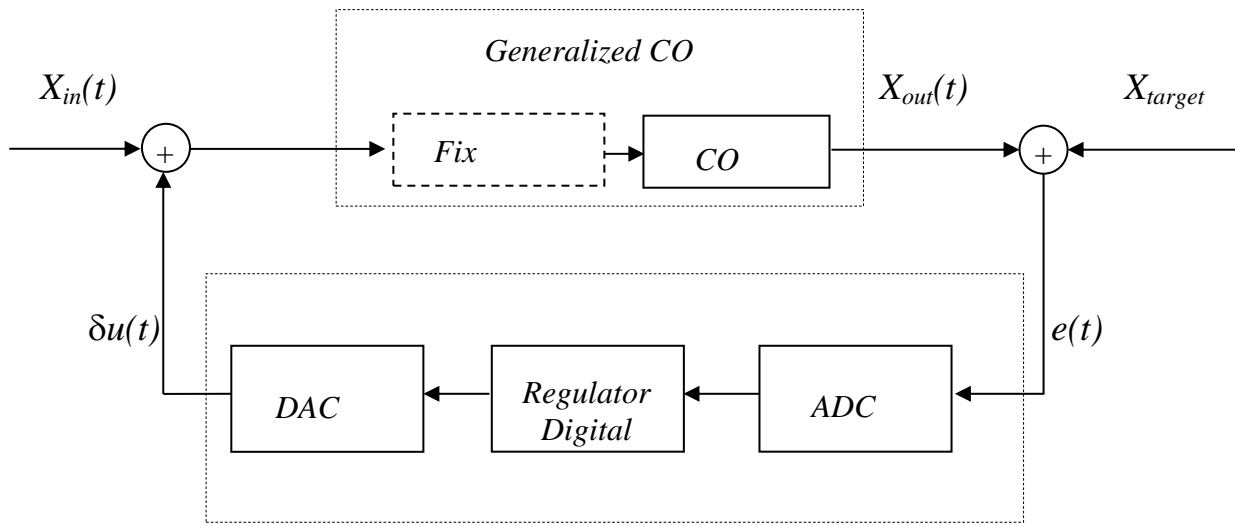 Generalized CO
X_in(t)
X_out(t)
X_target
+
Fix
CO
+
δu(t)
e(t)
DAC
Regulator
Digital
ADC